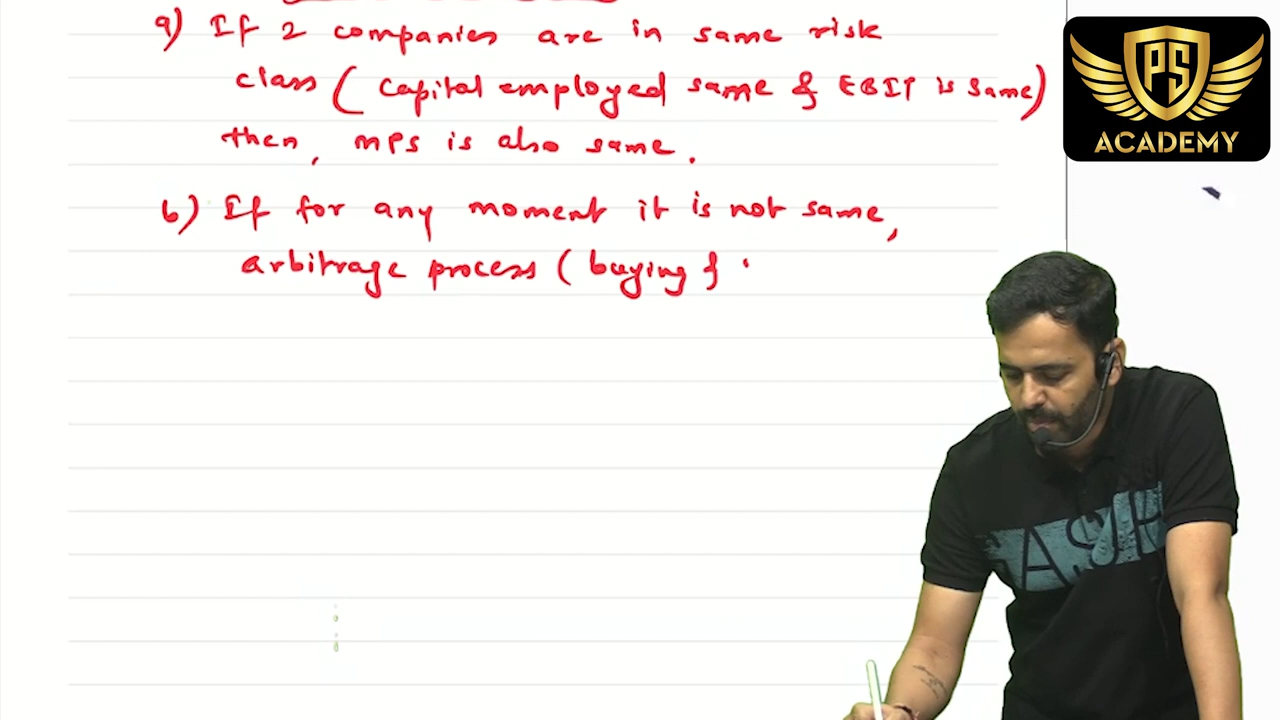 a) If 2 companies are in same risk
class ( Capital employed same & EBIT is same)
then, MPS is also same.
b) If for any moment it is not same,
arbitrage process ( buying &
PS
ACADEMY